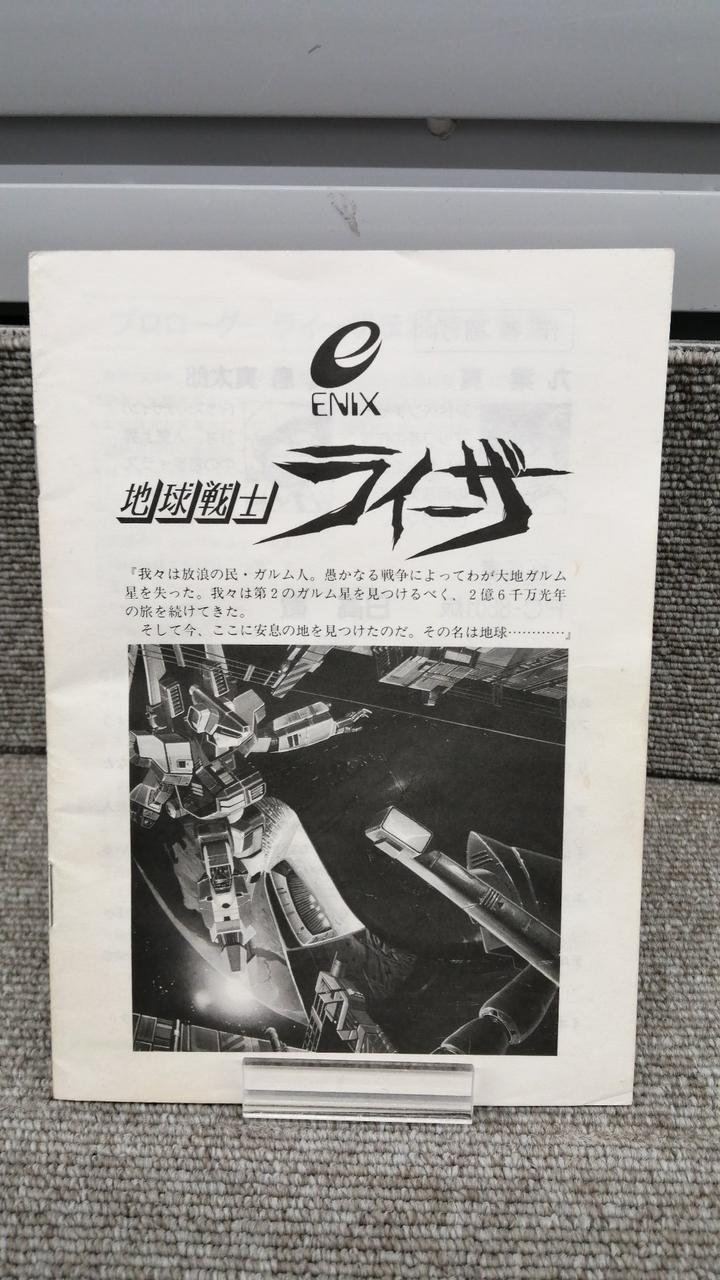 e
ENIX
地球戦士ライーザ
『我々は放浪の民・ガルム人。愚かなる戦争によってわが大地ガルム
星を失った。我々は第2のガルム星を見つけるべく、2億6千万光年
の旅を続けてきた。
そして今、ここに安息の地を見つけたのだ。その名は地球…………』